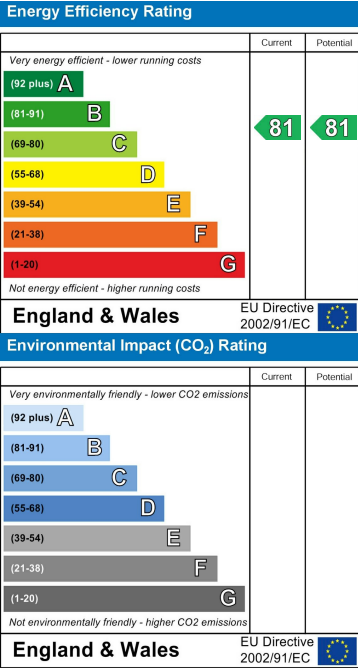 Energy Efficiency Rating
Current Potential
Very energy efficient - lower running costs
(92 plus) A
(81-91) B
81 81
(69-80) C
(55-68) D
(39-54) E
(21-38) F
(1-20) G
Not energy efficient - higher running costs
England & Wales
EU Directive
2002/91/EC
Environmental Impact (CO₂) Rating
Current Potential
Very environmentally friendly - lower CO2 emissions
(92 plus) A
(81-91) B
(69-80) C
(55-68) D
(39-54) E
(21-38) F
(1-20) G
Not environmentally friendly - higher CO2 emissions
England & Wales
EU Directive
2002/91/EC